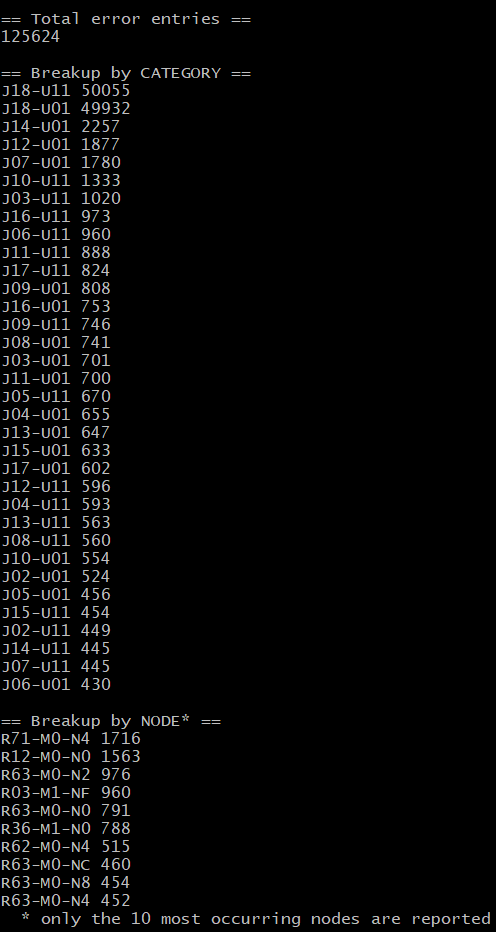 == Total error entries ==
125624
== Breakup by CATEGORY ==
J18-U11 50055
J18-U01 49932
J14-U01 2257
J12-U01 1877
J07-U01 1780
J10-U11 1333
J03-U11 1020
J16-U11 973
J06-U11 960
J11-U11 888
J17-U11 824
J09-U01 808
J16-U01 753
J09-U11 746
J08-U01 741
J03-U01 701
J11-U01 700
J05-U11 670
J04-U01 655
J13-U01 647
J15-U01 633
J17-U01 602
J12-U11 596
J04-U11 593
J13-U11 563
J08-U11 560
J10-U01 554
J02-U01 524
J05-U01 456
J15-U11 454
J02-U11 449
J14-U11 445
J07-U11 445
J06-U01 430
== Breakup by NODE* ==
R71-M0-N4 1716
R12-M0-N0 1563
R63-M0-N2 976
R03-M1-NF 960
R63-M0-N0 791
R36-M1-N0 788
R62-M0-N4 515
R63-M0-NC 460
R63-M0-N8 454
R63-M0-N4 452
* only the 10 most occurring nodes are reported